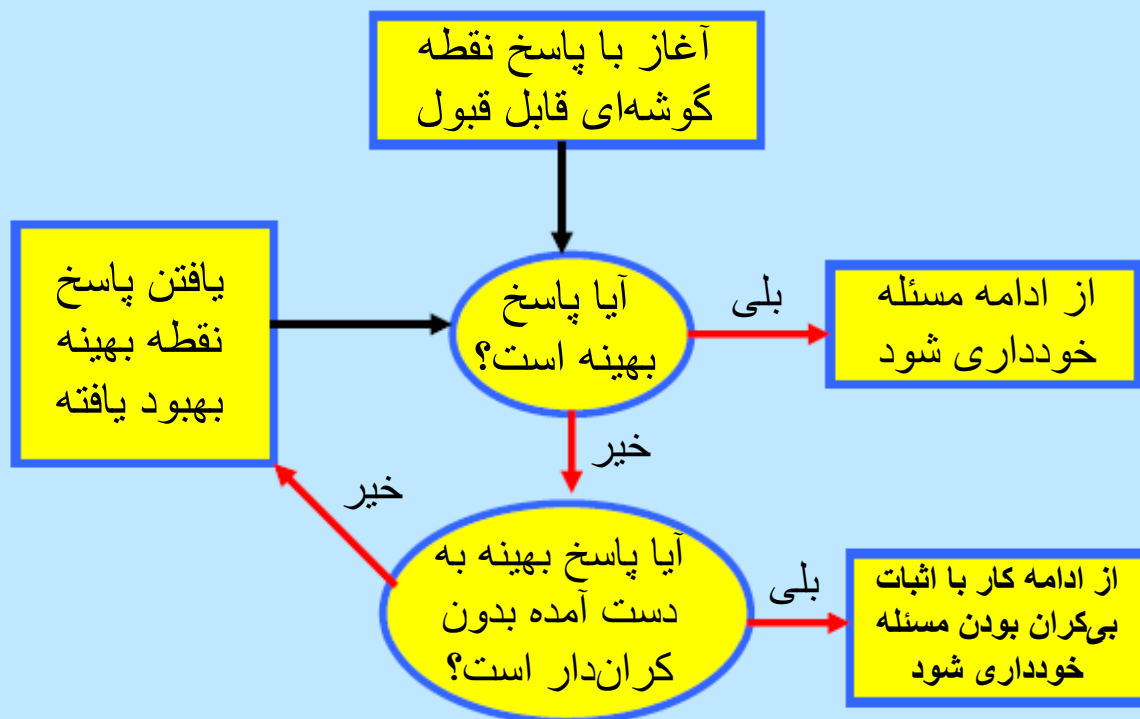 آغاز با پاسخ نقطه
گوشه‌ای قابل قبول
یافتن پاسخ
نقطه بهینه
بهبود یافته
آیا پاسخ
بهینه است؟
بلی
از ادامه مسئله
خودداری شود
خیر
خیر
آیا پاسخ بهینه به
دست آمده بدون
کران‌دار است؟
بلی
از ادامه کار با اثبات
بی‌کران بودن مسئله
خودداری شود